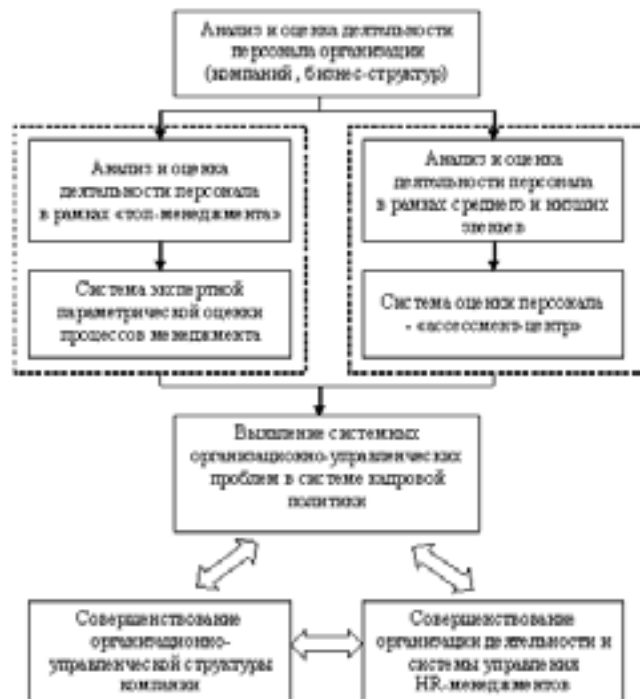 Анализ и оценка деятельности
персонала организации
(компаний, бизнес-структур)
Анализ и оценка
деятельности персонала
в рамках «топ-менеджмента»
Анализ и оценка
деятельности персонала
в рамках среднего и низших
звеньев
Система экспертной
параметрической оценки
процессов менеджмента
Система оценки персонала
- «ассессмент-центр»
Выявление системных
организационно-управленческих
проблем в системе кадровой
политики
Совершенствование
организационно-
управленческой структуры
компании
Совершенствование
организации деятельности и
системы управления
HR-менеджментов